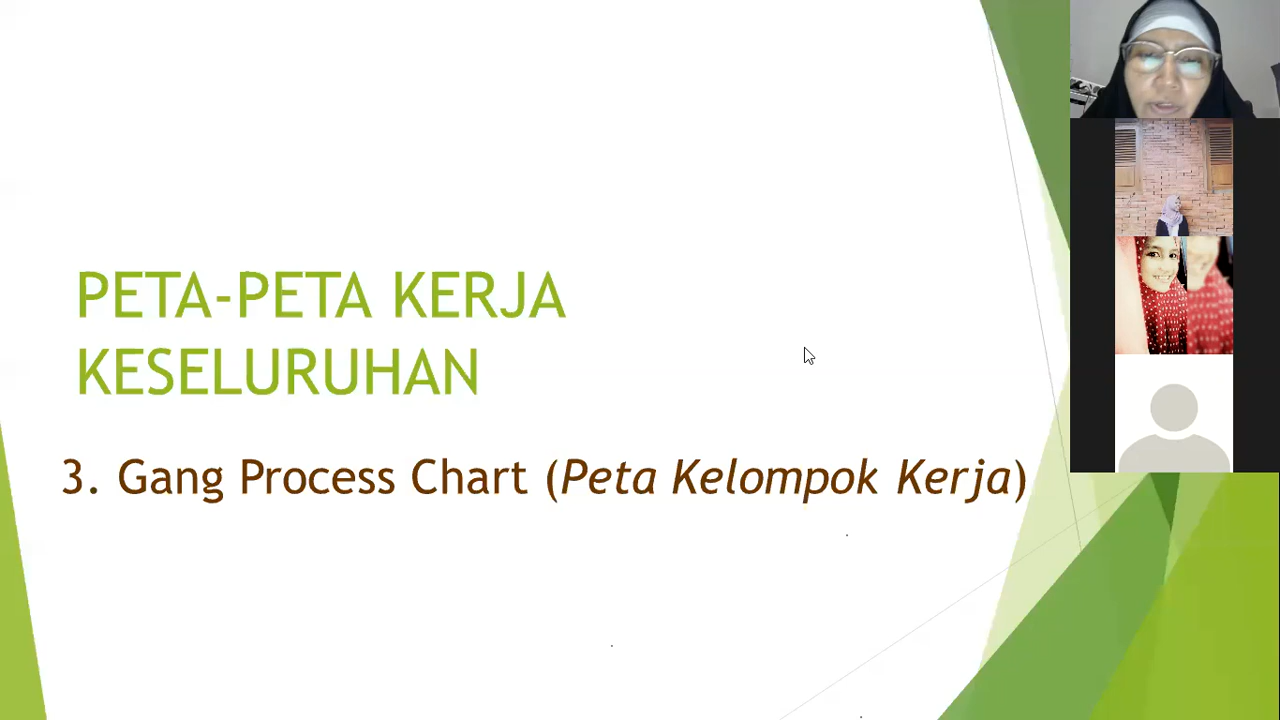 PETA-PETA KERJA
KESELURUHAN
3. Gang Process Chart (Peta Kelompok Kerja)